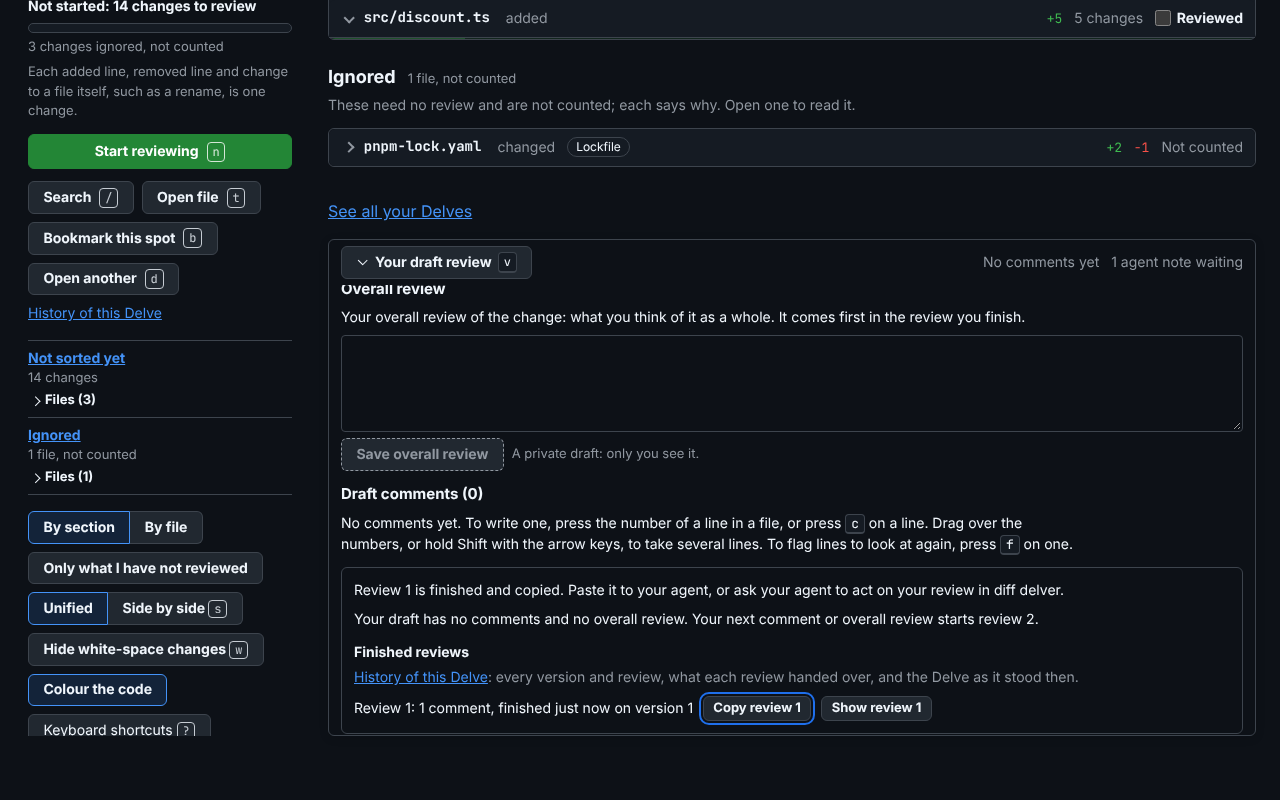 Not started: 14 changes to review
3 changes ignored, not counted
Each added line, removed line and change
to a file itself, such as a rename, is one
change.
Start reviewing n
Search / Open file t
Bookmark this spot b
Open another d
History of this Delve
Not sorted yet
14 changes
Files (3)
Ignored
1 file, not counted
Files (1)
By section By file
Only what I have not reviewed
Unified Side by side s
Hide white-space changes w
Colour the code
Keyboard shortcuts ?
src/discount.ts added +5 5 changes Reviewed
Ignored 1 file, not counted
These need no review and are not counted; each says why. Open one to read it.
pnpm-lock.yaml changed Lockfile +2 -1 Not counted
See all your Delves
Your draft review v No comments yet 1 agent note waiting
Overall review
Your overall review of the change: what you think of it as a whole. It comes first in the review you finish.
Save overall review A private draft: only you see it.
Draft comments (0)
No comments yet. To write one, press the number of a line in a file, or press c on a line. Drag over the
numbers, or hold Shift with the arrow keys, to take several lines. To flag lines to look at again, press f on one.
Review 1 is finished and copied. Paste it to your agent, or ask your agent to act on your review in diff delver.
Your draft has no comments and no overall review. Your next comment or overall review starts review 2.
Finished reviews
History of this Delve: every version and review, what each review handed over, and the Delve as it stood then.
Review 1: 1 comment, finished just now on version 1 Copy review 1 Show review 1